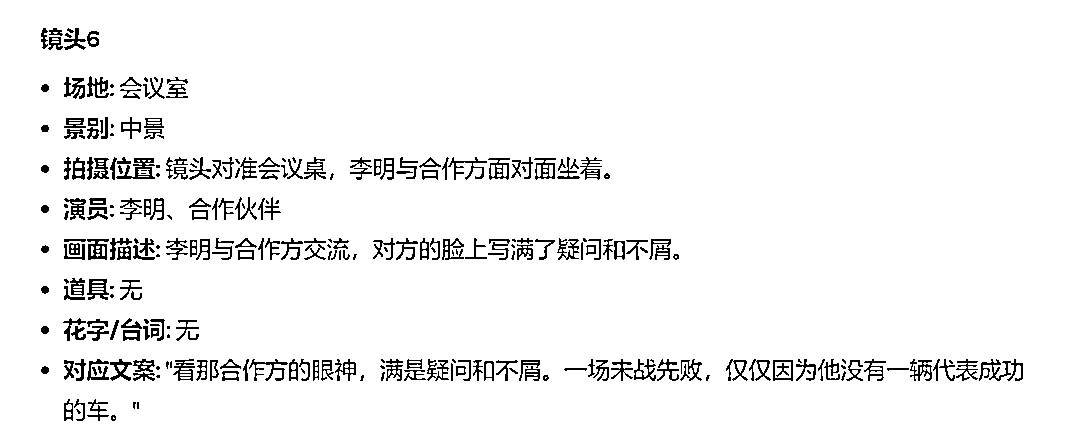 镜头6
• 场地: 会议室
• 景别: 中景
• 拍摄位置: 镜头对准会议桌，李明与合作方面对面坐着。
• 演员: 李明、合作伙伴
• 画面描述: 李明与合作方交流，对方的脸上写满了疑问和不屑。
• 道具: 无
• 花字/台词: 无
• 对应文案: "看那合作方的眼神，满是疑问和不屑。一场未战先败，仅仅因为他没有一辆代表成功
的车。"